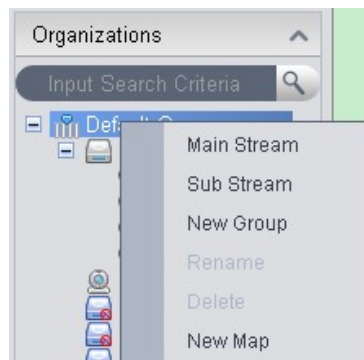 Organizations
Input Search Criteria
Main Stream
Sub Stream
New Group
Rename
Delete
New Map